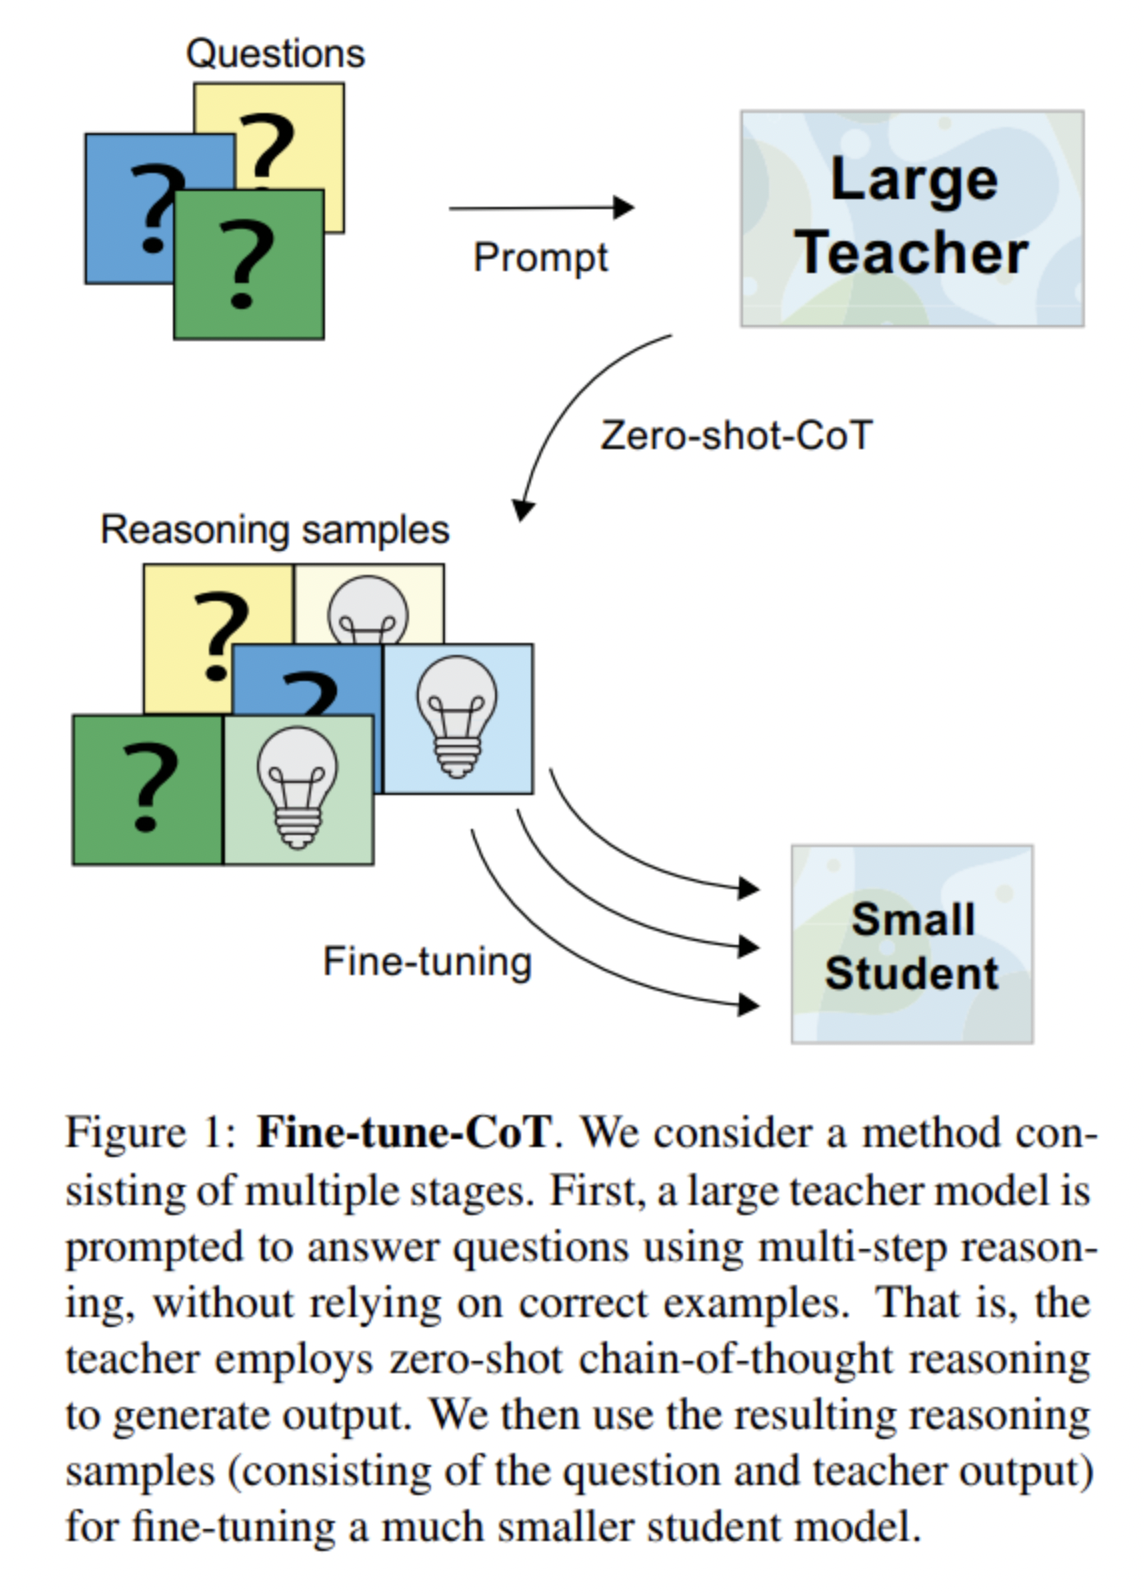 Questions
?
?
?
Prompt
Large
Teacher
Zero-shot-CoT
Reasoning samples
?
?
?
Fine-tuning
Small
Student
Figure 1: Fine-tune-CoT. We consider a method con-
sisting of multiple stages. First, a large teacher model is
prompted to answer questions using multi-step reason-
ing, without relying on correct examples. That is, the
teacher employs zero-shot chain-of-thought reasoning
to generate output. We then use the resulting reasoning
samples (consisting of the question and teacher output)
for fine-tuning a much smaller student model.